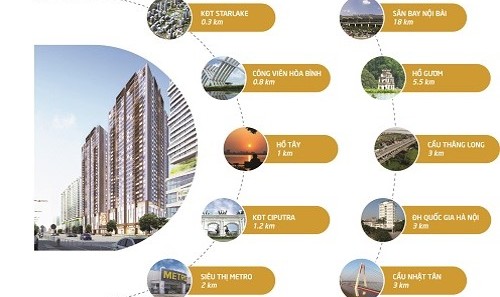 KĐT STARLAKE
0.3 km
CÔNG VIÊN HÒA BÌNH
0.8 km
HỒ TÂY
1 km
KĐT CIPUTRA
1.2 km
METRO
SIÊU THỊ METRO
2 km
SÂN BAY NỘI BÀI
18 km
HỒ GƯƠM
5.5 km
CẦU THĂNG LONG
3 km
ĐH QUỐC GIA HÀ NỘI
3 km
CẦU NHẬT TÂN
3 km